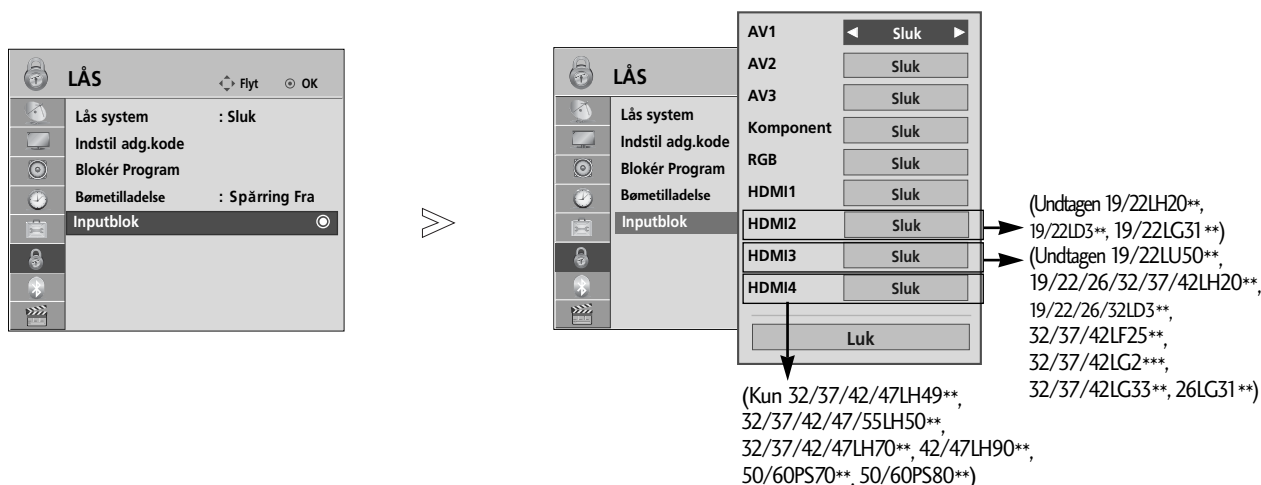 LÅS
Flyt
OK
Lås system : Sluk
Indstil adg.kode
Blokér Program
Bømetilladelse : Spărring Fra
Inputblok
LÅS
Lås system
Indstil adg.kode
Blokér Program
Bømetilladelse
Inputblok
AV1 ◄ Sluk ►
AV2 Sluk
AV3 Sluk
Komponent Sluk
RGB Sluk
HDMI1 Sluk
HDMI2 Sluk
HDMI3 Sluk
HDMI4 Sluk
Luk
(Undtagen 19/22LH20**,
19/22LD3**, 19/22LG31**)
(Undtagen 19/22LU50**,
19/22/26/32/37/42LH20**,
19/22/26/32LD3**,
32/37/42LF25**,
32/37/42LG2***,
32/37/42LG33**, 26LG31**)
(Kun 32/37/42/47LH49**,
32/37/42/47/55LH50**,
32/37/42/47LH70**, 42/47LH90**,
50/60PS70**, 50/60PS80**)